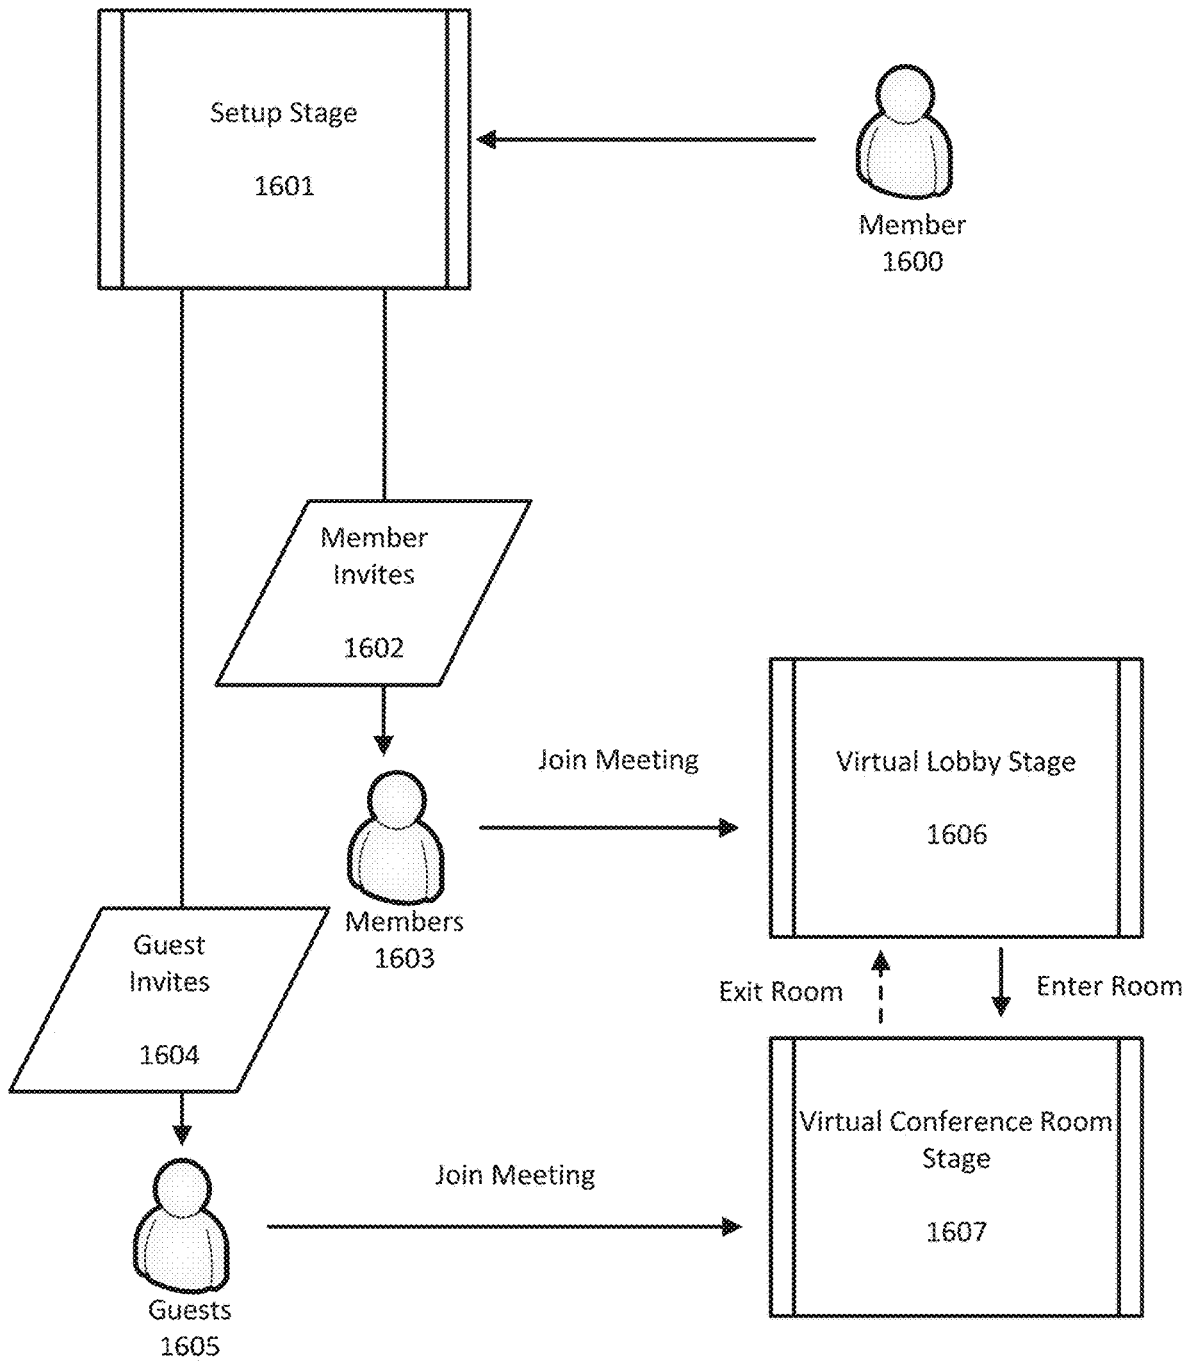 Setup Stage
1601
Member
1600
Member
Invites
1602
Join Meeting
Virtual Lobby Stage
1606
Members
1603
Guest
Invites
1604
Exit Room
Enter Room
Virtual Conference Room
Stage
1607
Join Meeting
Guests
1605